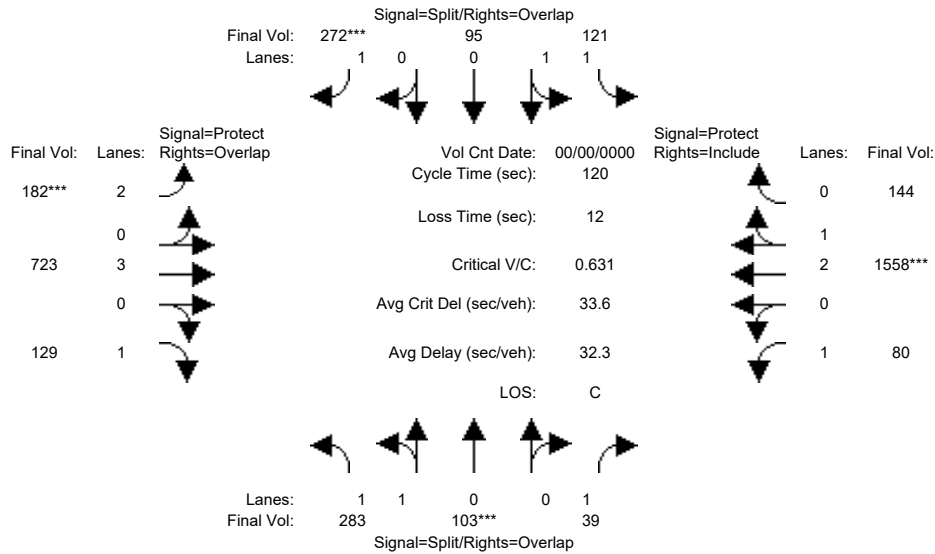 Signal=Split/Rights=Overlap
Final Vol: 272*** 95 121
Lanes: 1 0 0 1 1
Signal=Protect Signal=Protect
Final Vol: Lanes: Rights=Overlap Vol Cnt Date: 00/00/0000 Rights=Include Lanes: Final Vol:
Cycle Time (sec): 120
182*** 2 0 144
Loss Time (sec): 12
0 1
723 3 Critical V/C: 0.631 2 1558***
0 Avg Crit Del (sec/veh): 33.6 0
129 1 Avg Delay (sec/veh): 32.3 1 80
LOS: C
Lanes: 1 1 0 0 1
Final Vol: 283 103*** 39
Signal=Split/Rights=Overlap